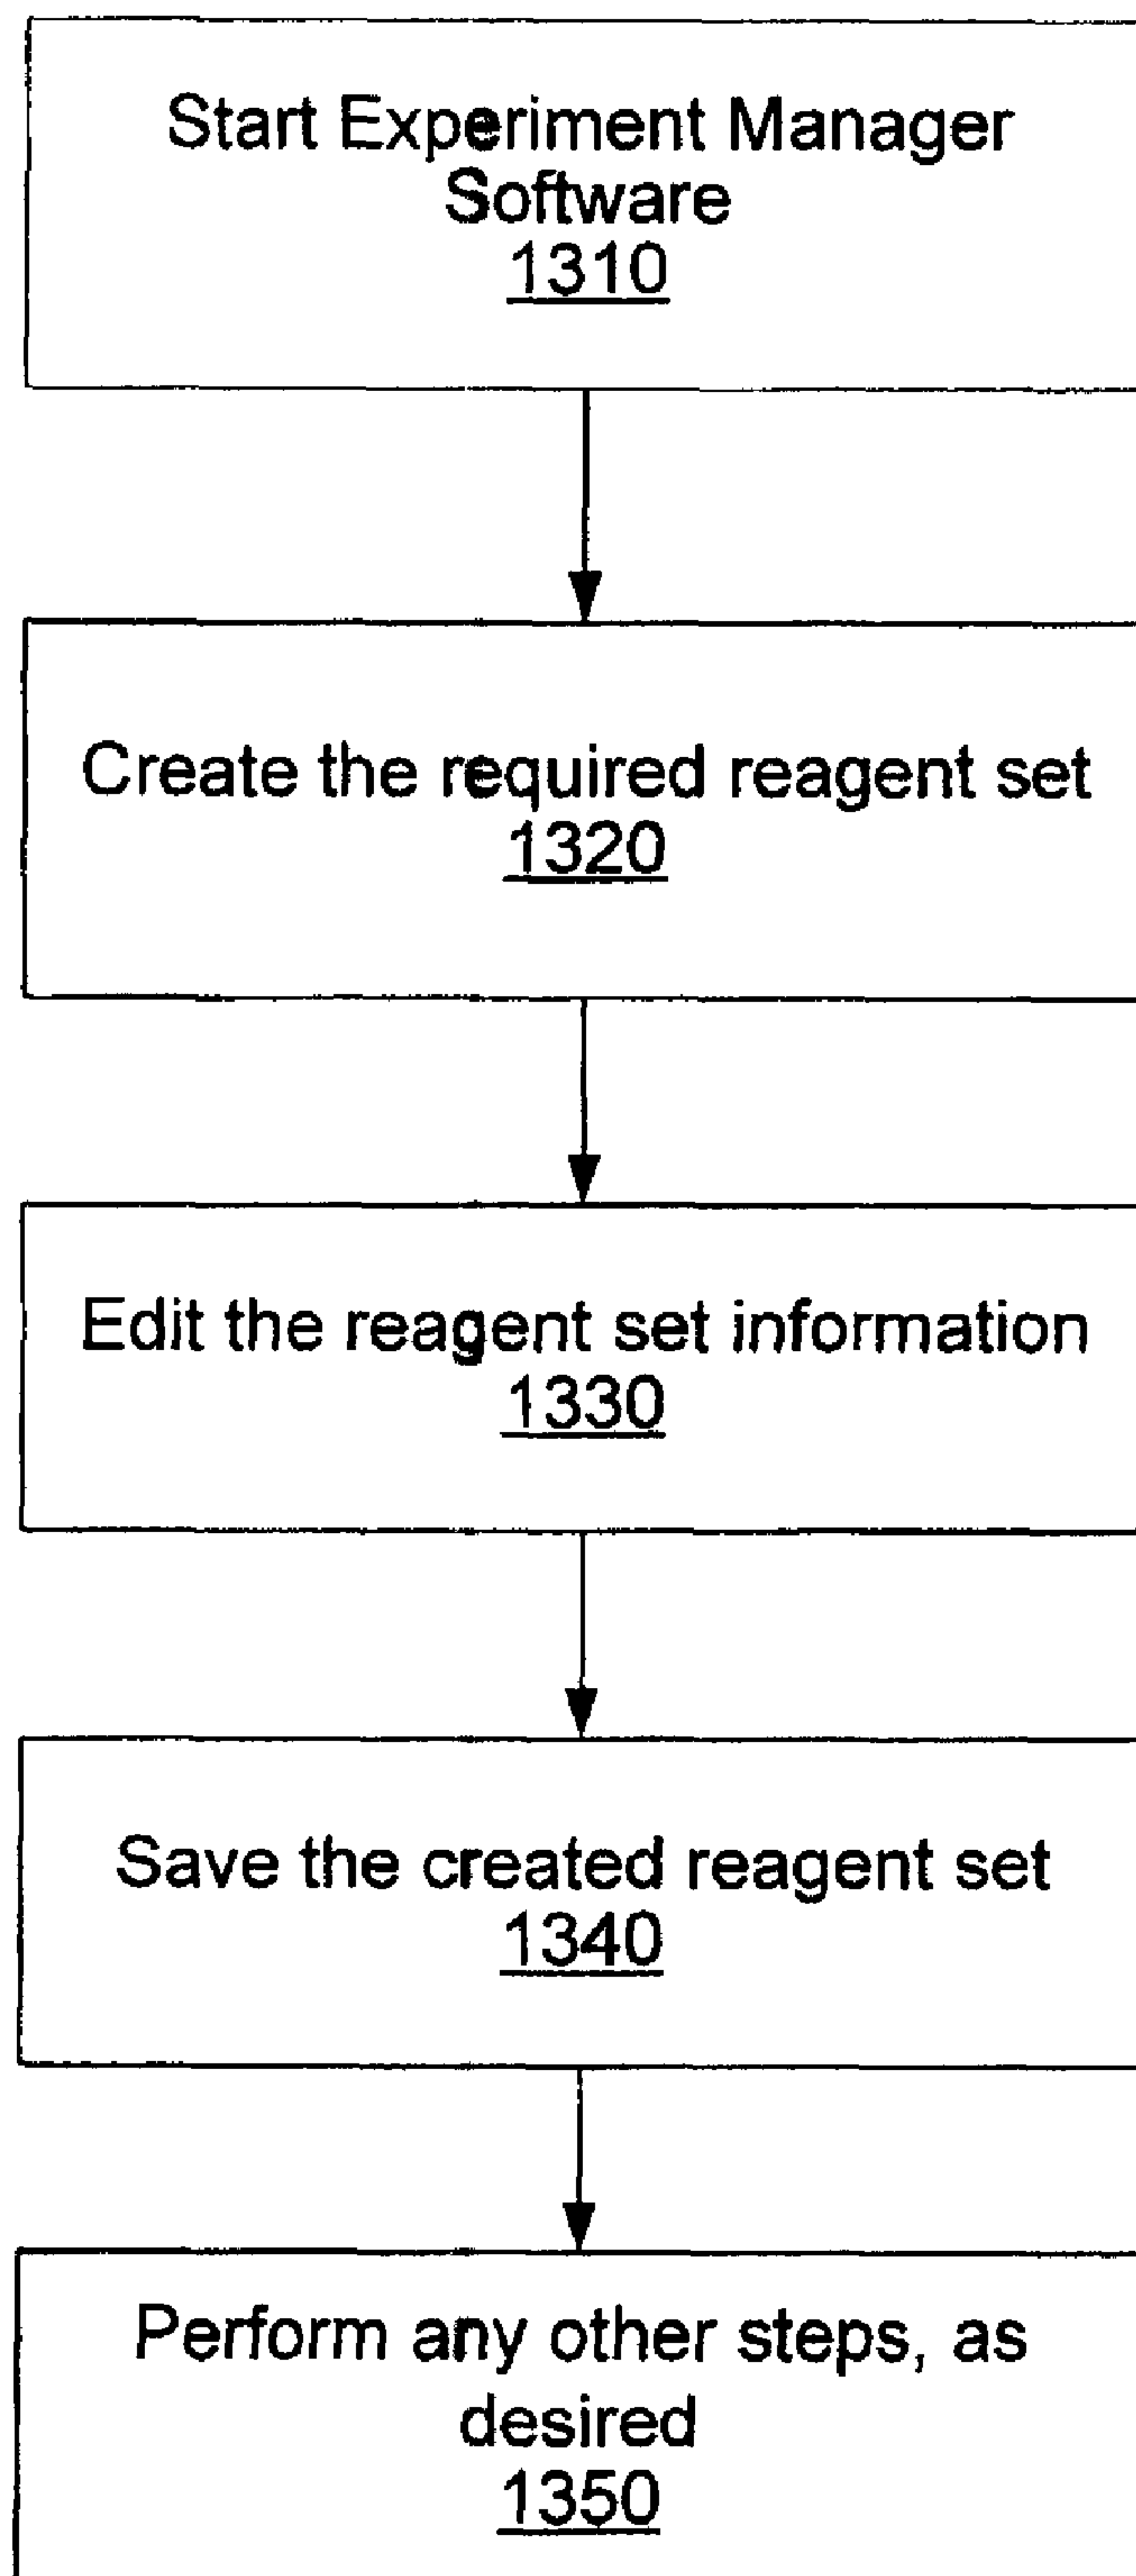 Start Experiment Manager
Software
1310
Create the required reagent set
1320
Edit the reagent set information
1330
Save the created reagent set
1340
Perform any other steps, as
desired
1350